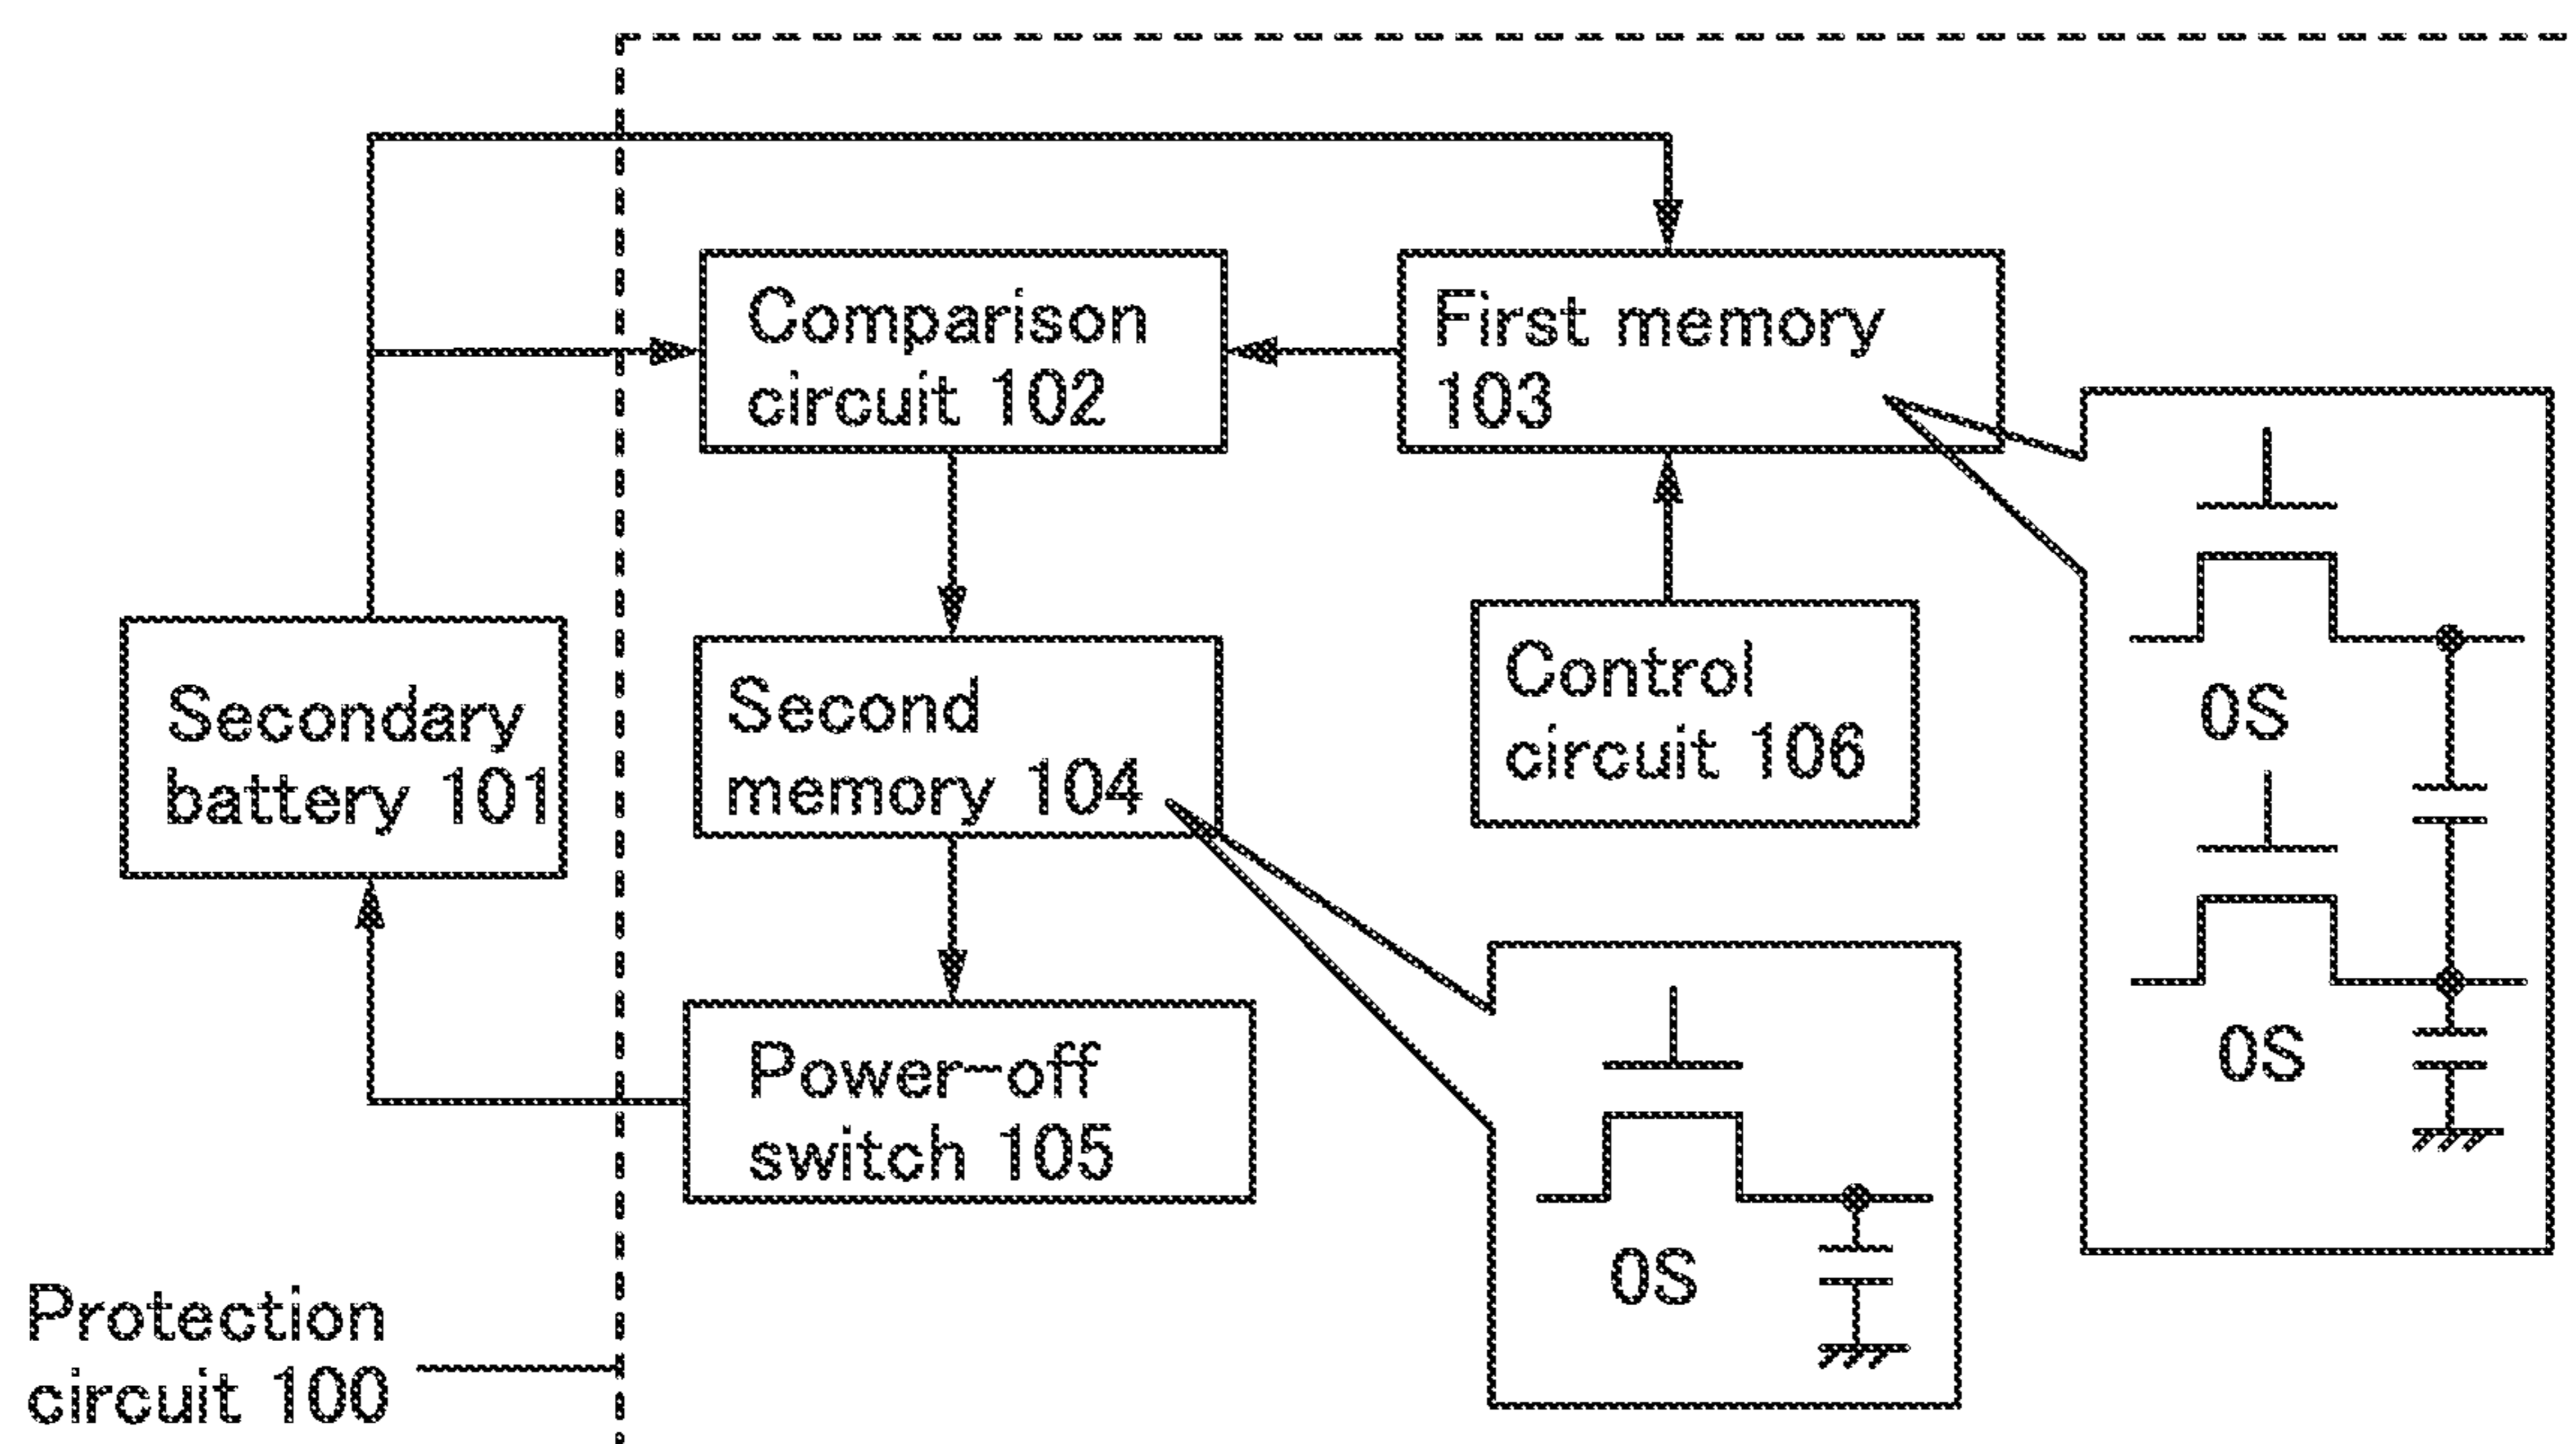 Comparison
circuit 102
First memory
103
Secondary
battery 101
Second
memory 104
Control
circuit 106
OS
OS
Power-off
switch 105
OS
Protection
circuit 100